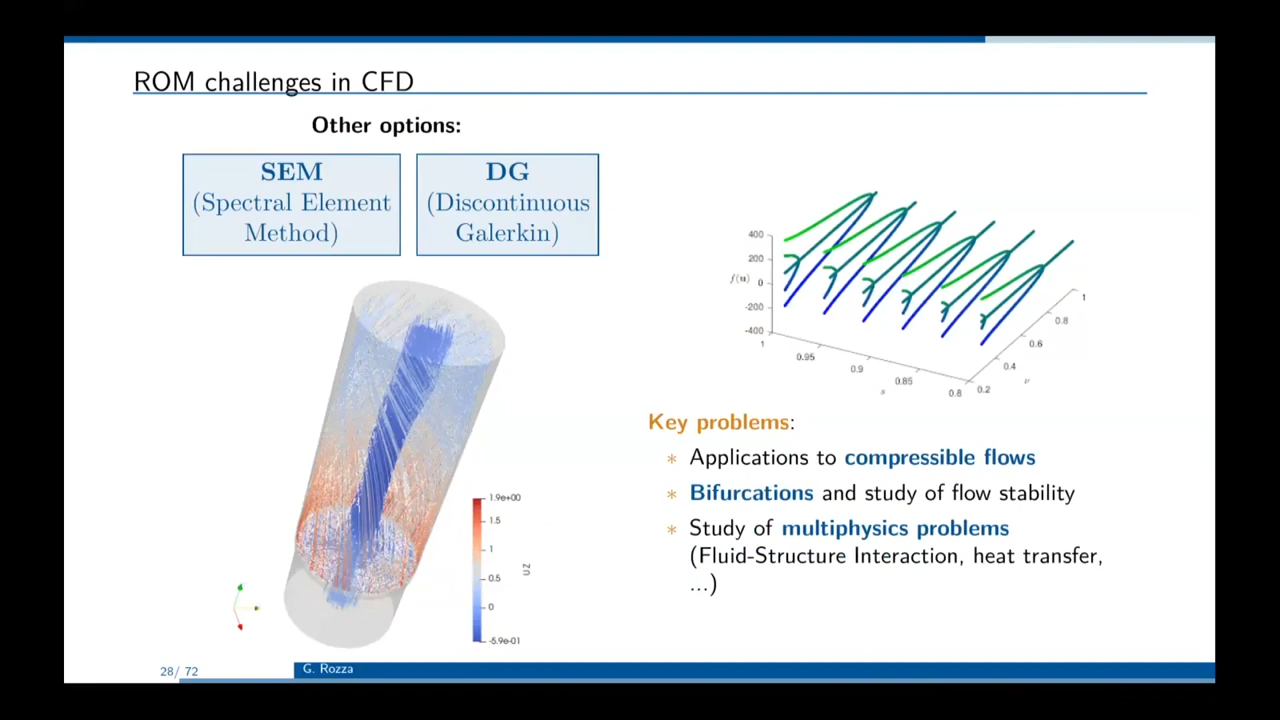 ROM challenges in CFD
Other options:
SEM
(Spectral Element
Method)
DG
(Discontinuous
Galerkin)
400
200
0
-200
-400
f(u)
1
0.95
0.9
0.85
0.8
s
0.2
0.4
0.6
0.8
1
ν
Key problems:
* Applications to compressible flows
* Bifurcations and study of flow stability
* Study of multiphysics problems
(Fluid-Structure Interaction, heat transfer,
...)
1.9e+00
1.5
1
0.5
0
-5.9e-01
UZ
28/ 72
G. Rozza